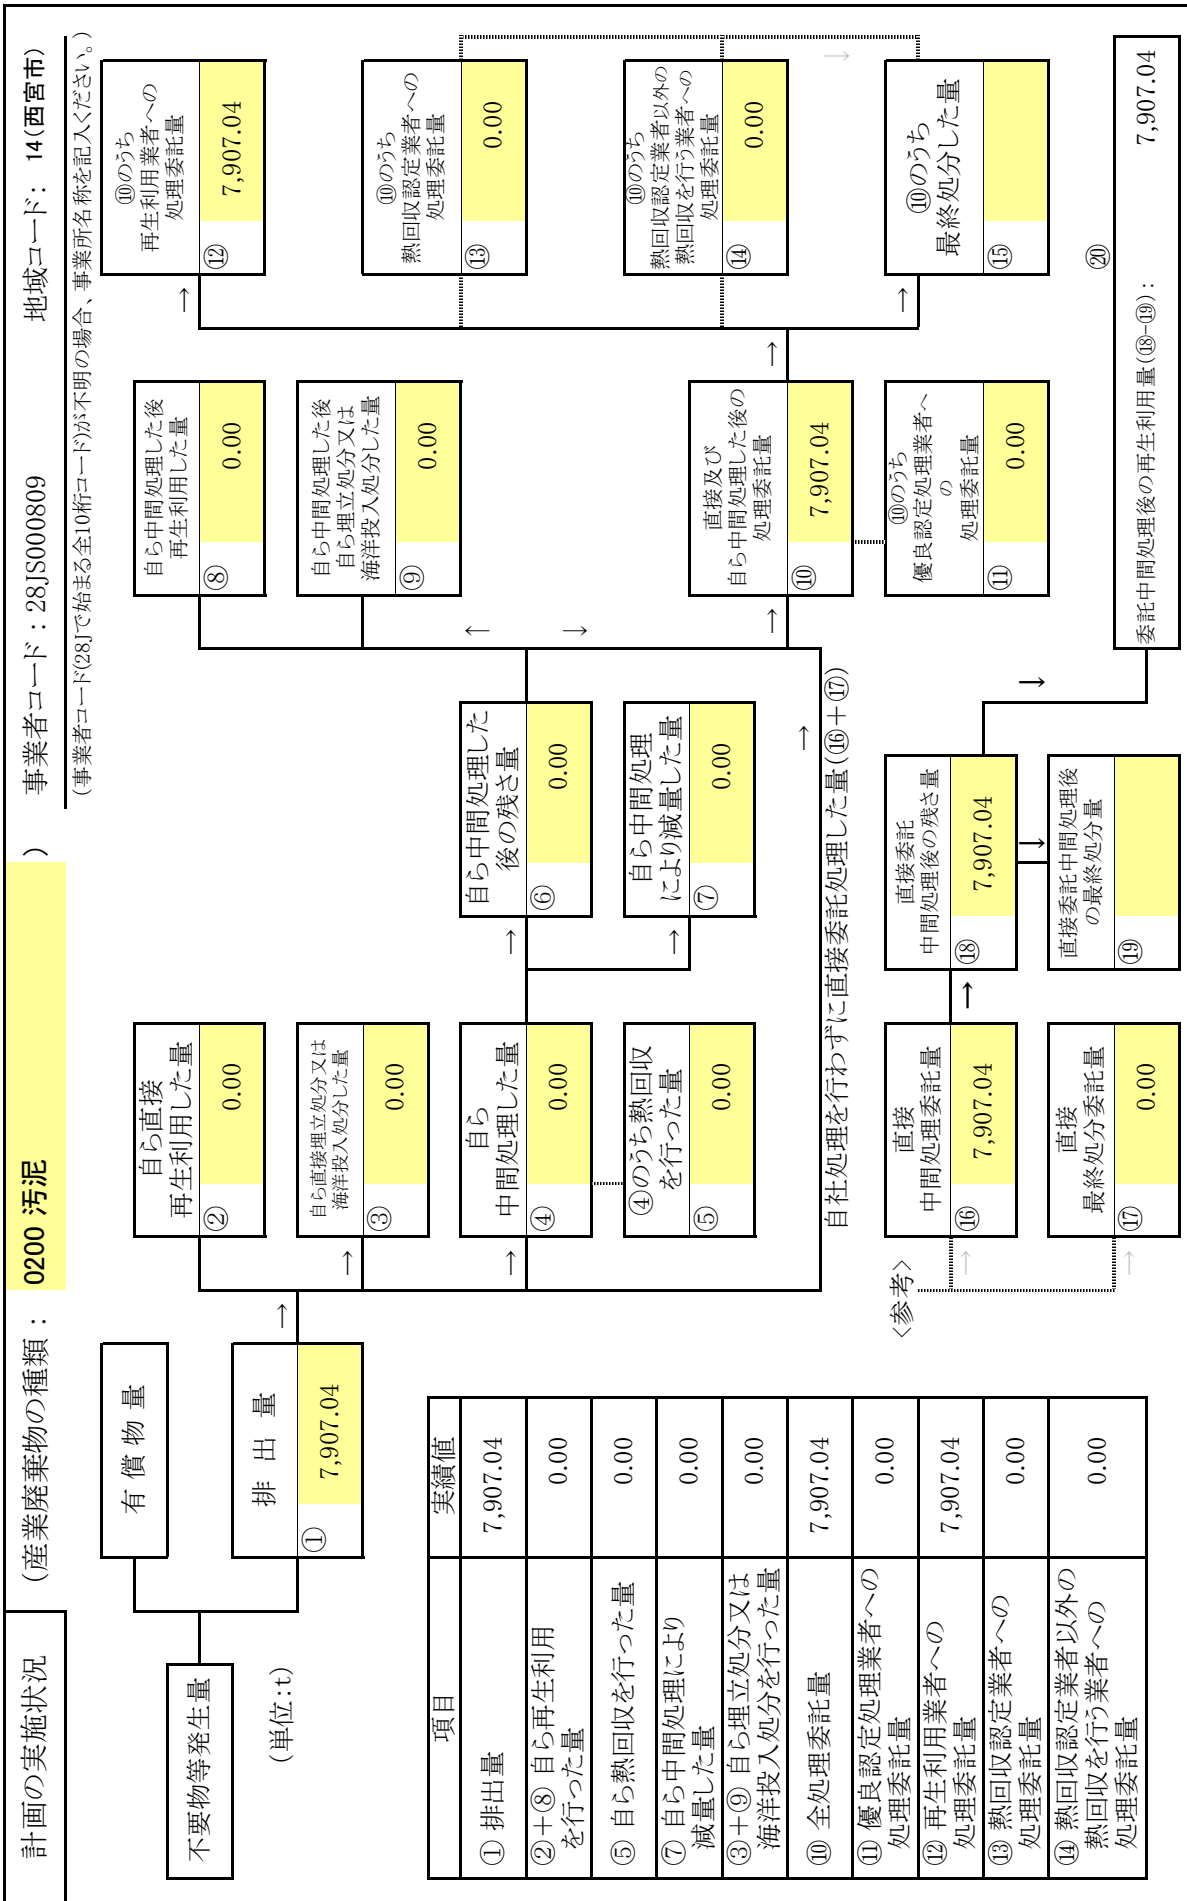 計画の実施状況
(産業廃棄物の種類： 0200 汚泥 )
事業者コード：28JS000809
地域コード： 14(西宮市)
(事業者コード(28Jで始まる全10桁コード)が不明の場合、事業所名称を記入ください。)
不要物等発生量
(単位:t)
有 償 物 量
排 出 量
① 7,907.04
→
自ら直接
再生利用した量
② 0.00
→
自ら直接埋立処分又は
海洋投入処分した量
③ 0.00
→
自ら
中間処理した量
④ 0.00
④のうち熱回収
を行った量
⑤ 0.00
→
自ら中間処理した
後の残さ量
⑥ 0.00
→
自ら中間処理
により減量した量
⑦ 0.00
→
→
自ら中間処理した後
再生利用した量
⑧ 0.00
自ら中間処理した後
自ら埋立処分又は
海洋投入処分した量
⑨ 0.00
→
自社処理を行わずに直接委託処理した量(⑯＋⑰)
→
直接及び
自ら中間処理した後の
処理委託量
⑩ 7,907.04
⑩のうち
優良認定処理業者へ
の
処理委託量
⑪ 0.00
→
→
⑩のうち
再生利用業者への
処理委託量
⑫ 7,907.04
⑩のうち
熱回収認定業者への
処理委託量
⑬ 0.00
⑩のうち
熱回収認定業者以外の
熱回収を行う業者への
処理委託量
⑭ 0.00
→
→
⑩のうち
最終処分した量
⑮
<参考>
→
直接
中間処理委託量
⑯ 7,907.04
→
直接
最終処分委託量
⑰ 0.00
→
直接委託
中間処理後の残さ量
⑱ 7,907.04
→
直接委託中間処理後
の最終処分量
⑲
→
⑳
委託中間処理後の再生利用量(⑱-⑲)： 7,907.04
項目 実績値
① 排出量 7,907.04
②+⑧ 自ら再生利用
を行った量 0.00
⑤ 自ら熱回収を行った量 0.00
⑦ 自ら中間処理により
減量した量 0.00
③+⑨ 自ら埋立処分又は
海洋投入処分を行った量 0.00
⑩ 全処理委託量 7,907.04
⑪ 優良認定処理業者への
処理委託量 0.00
⑫ 再生利用業者への
処理委託量 7,907.04
⑬ 熱回収認定業者への
処理委託量 0.00
⑭ 熱回収認定業者以外の
熱回収を行う業者への
処理委託量 0.00